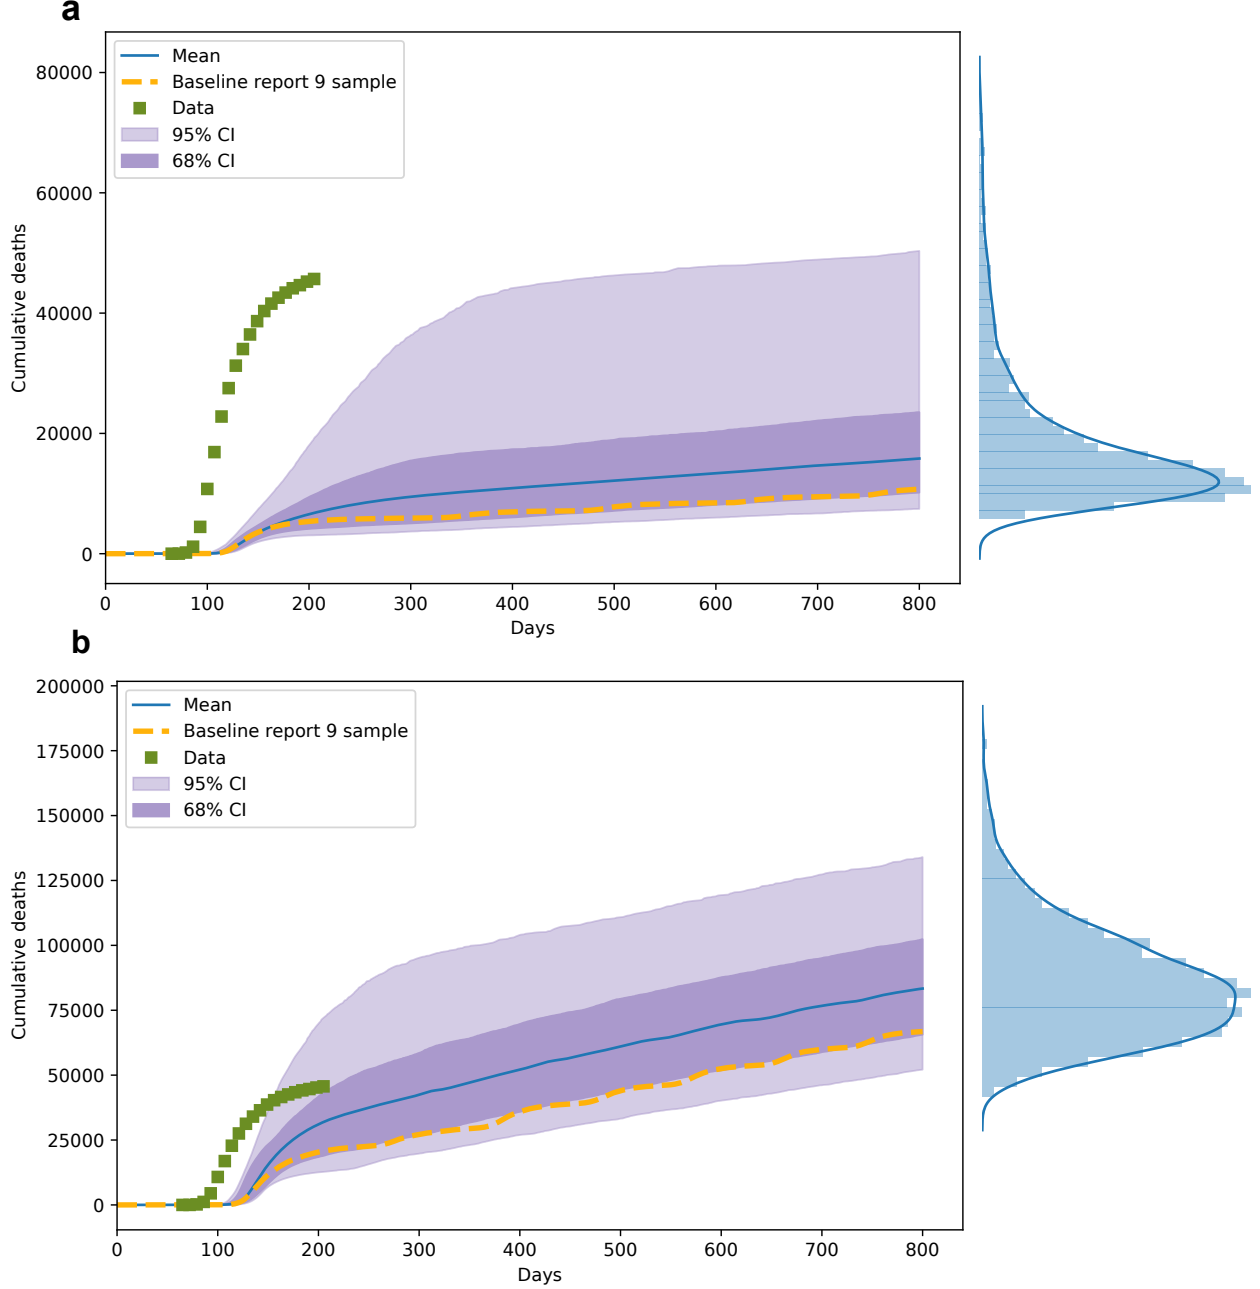 a
Mean
Baseline report 9 sample
Data
95% CI
68% CI
80000
60000
40000
20000
0
Cumulative deaths
0 100 200 300 400 500 600 700 800
Days
b
Mean
Baseline report 9 sample
Data
95% CI
68% CI
200000
175000
150000
125000
100000
75000
50000
25000
0
Cumulative deaths
0 100 200 300 400 500 600 700 800
Days